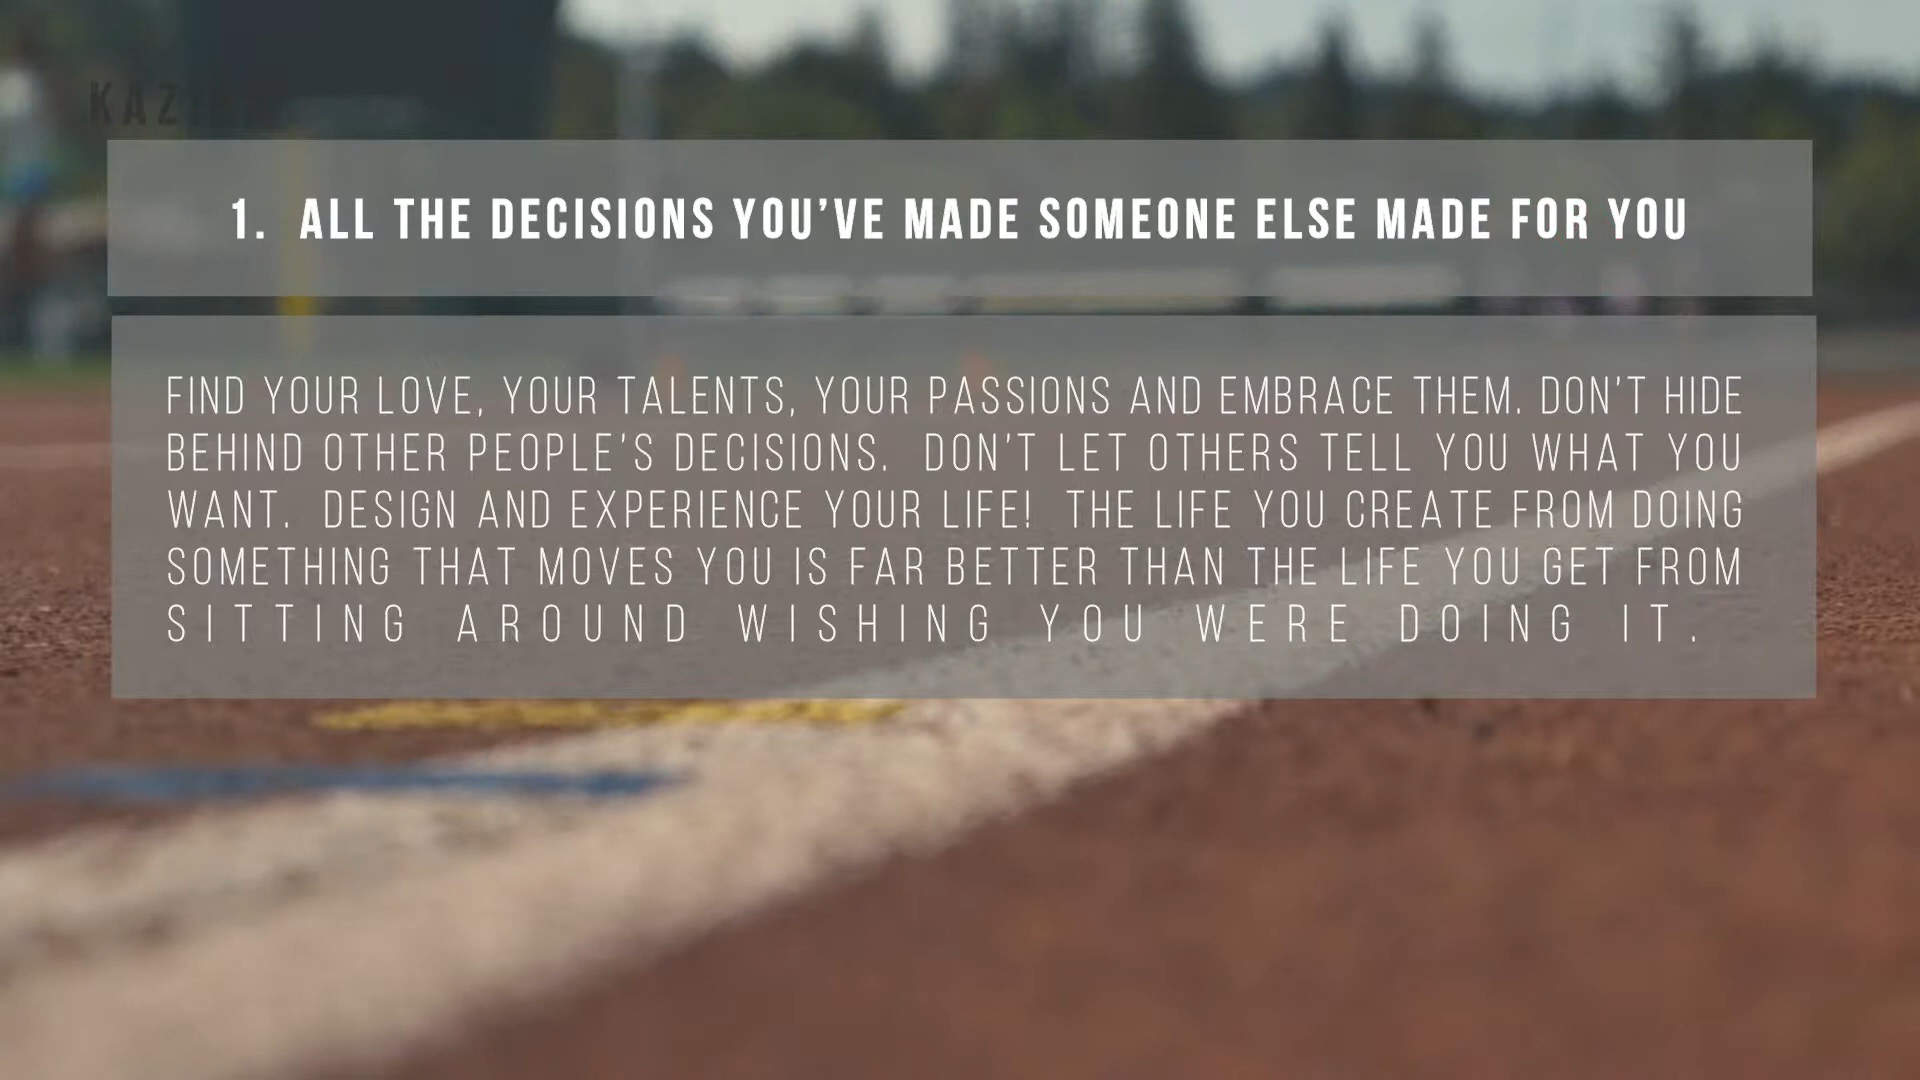 1. ALL THE DECISIONS YOU'VE MADE SOMEONE ELSE MADE FOR YOU
FIND YOUR LOVE, YOUR TALENTS, YOUR PASSIONS AND EMBRACE THEM. DON'T HIDE
BEHIND OTHER PEOPLE'S DECISIONS. DON'T LET OTHERS TELL YOU WHAT YOU
WANT. DESIGN AND EXPERIENCE YOUR LIFE! THE LIFE YOU CREATE FROM DOING
SOMETHING THAT MOVES YOU IS FAR BETTER THAN THE LIFE YOU GET FROM
SITTING AROUND WISHING YOU WERE DOING IT.